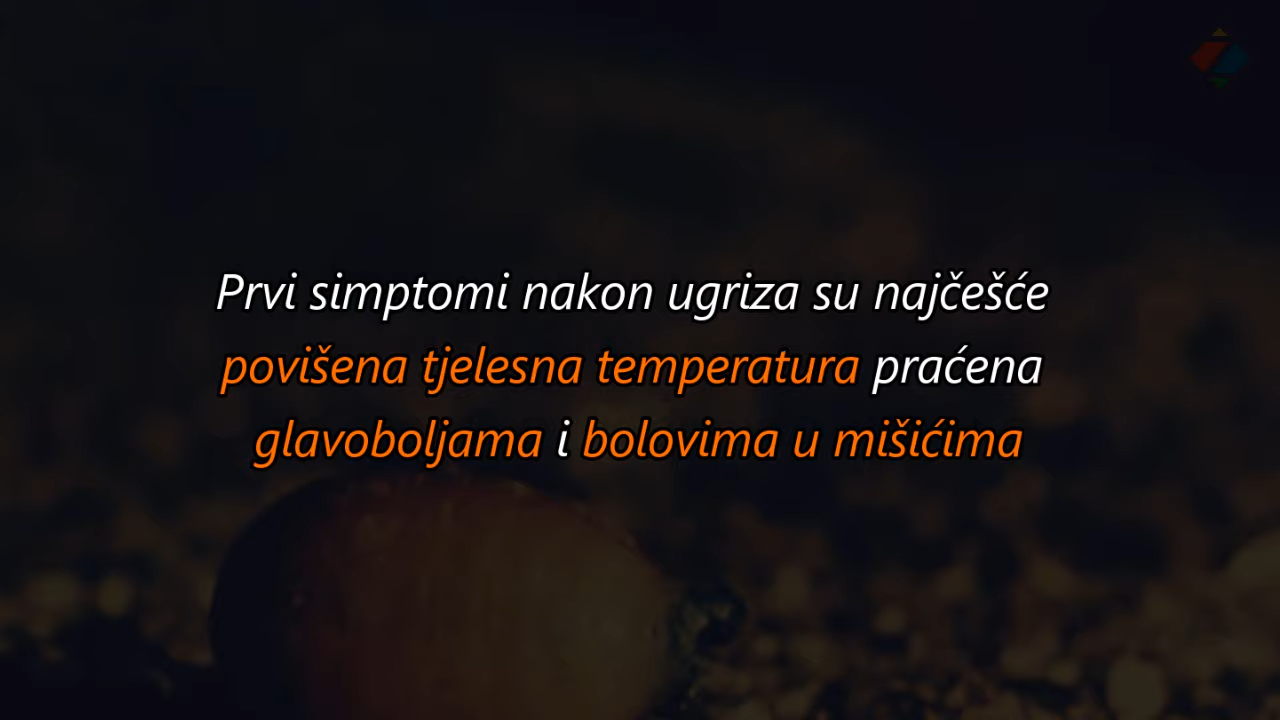 Prvi simptomi nakon ugriza su najčešće
povišena tjelesna temperatura praćena
glavoboljama i bolovima u mišićima